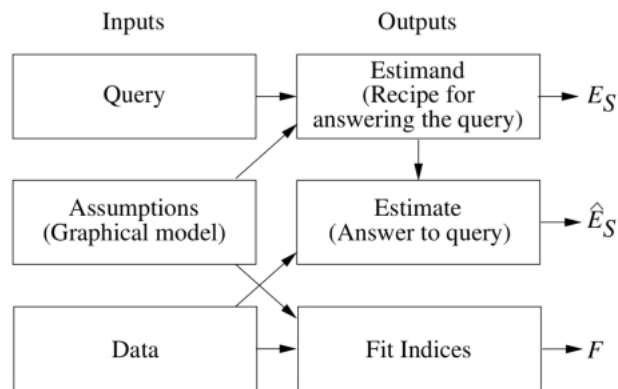 Inputs
Outputs
Query
Estimand
(Recipe for
answering the query)
E_S
Assumptions
(Graphical model)
Estimate
(Answer to query)
Ê_S
Data
Fit Indices
F